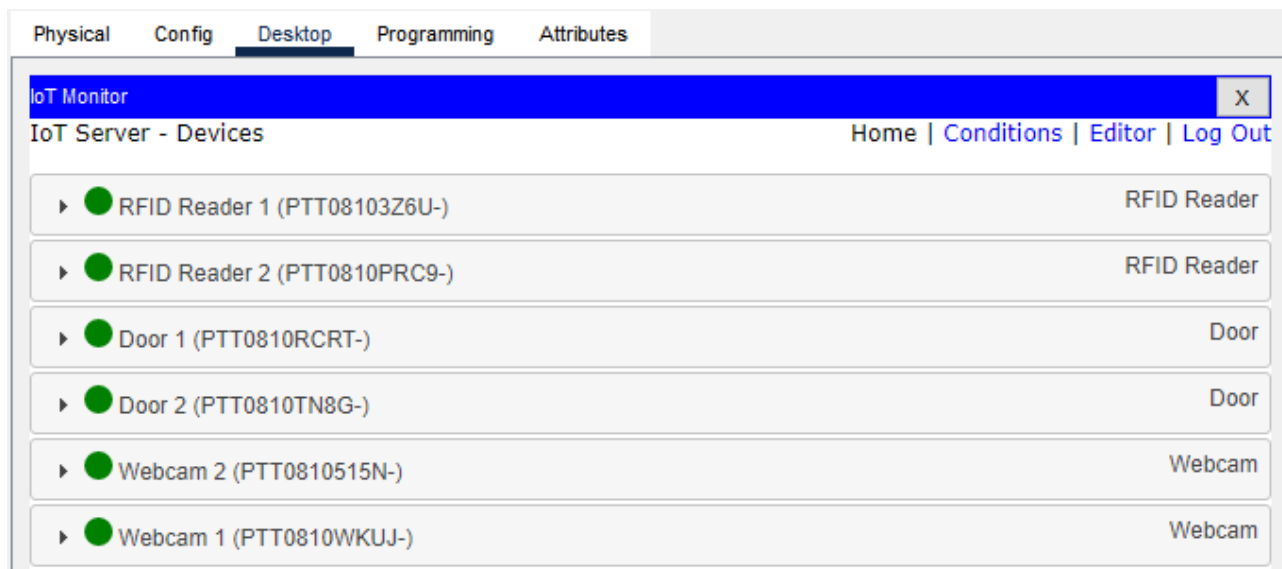 Physical Config Desktop Programming Attributes
IoT Monitor X
IoT Server - Devices Home | Conditions | Editor | Log Out
RFID Reader 1 (PTT08103Z6U-) RFID Reader
RFID Reader 2 (PTT0810PRC9-) RFID Reader
Door 1 (PTT0810RCRT-) Door
Door 2 (PTT0810TN8G-) Door
Webcam 2 (PTT0810515N-) Webcam
Webcam 1 (PTT0810WKUJ-) Webcam